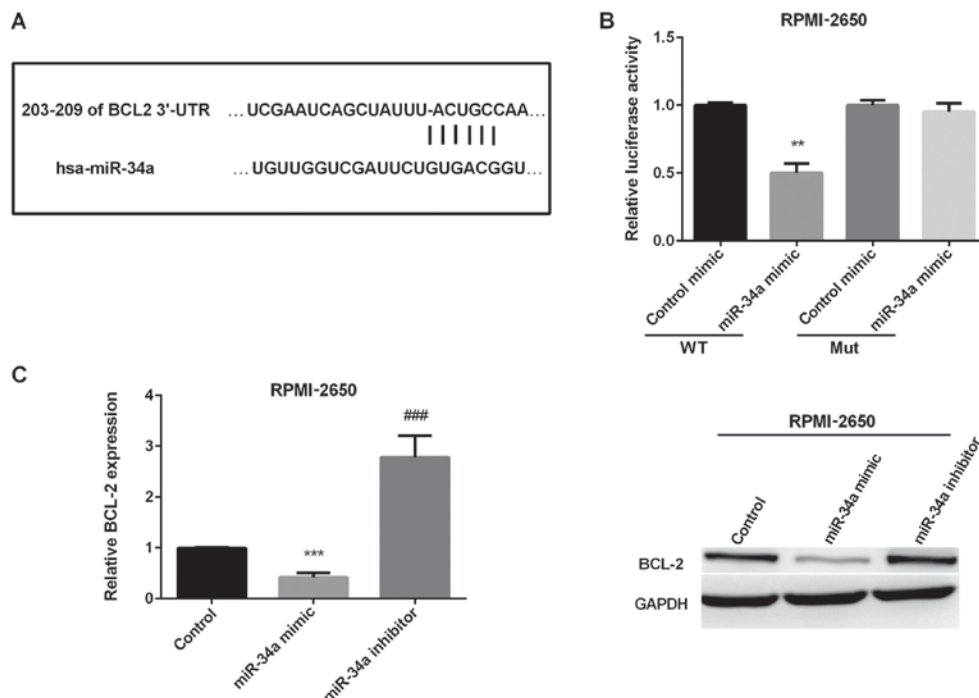 A
203-209 of BCL2 3'-UTR ...UCGAAUCAGCUAUUU-ACUGCCAA...
hsa-miR-34a ...UGUUGGUCGAUUCUGUGACGGU...
B
RPMI-2650
Relative luciferase activity
1.5
1.0
0.5
0.0
**
Control mimic
miR-34a mimic
Control mimic
miR-34a mimic
WT
Mut
C
RPMI-2650
Relative BCL-2 expression
4
3
2
1
0
***
###
Control
miR-34a mimic
miR-34a inhibitor
RPMI-2650
Control
miR-34a mimic
miR-34a inhibitor
BCL-2
GAPDH